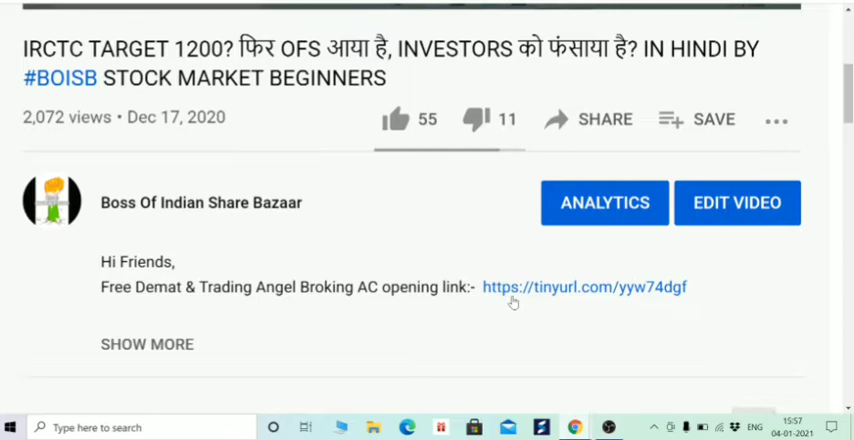 IRCTC TARGET 1200? फिर OFS आया है, INVESTORS को फंसाया है? IN HINDI BY
#BOISB STOCK MARKET BEGINNERS
2,072 views • Dec 17, 2020 55 11 SHARE SAVE
Boss Of Indian Share Bazaar ANALYTICS EDIT VIDEO
Hi Friends,
Free Demat & Trading Angel Broking AC opening link:- https://tinyurl.com/yyw74dgf
SHOW MORE
Type here to search ENG 15:57
04-01-2021